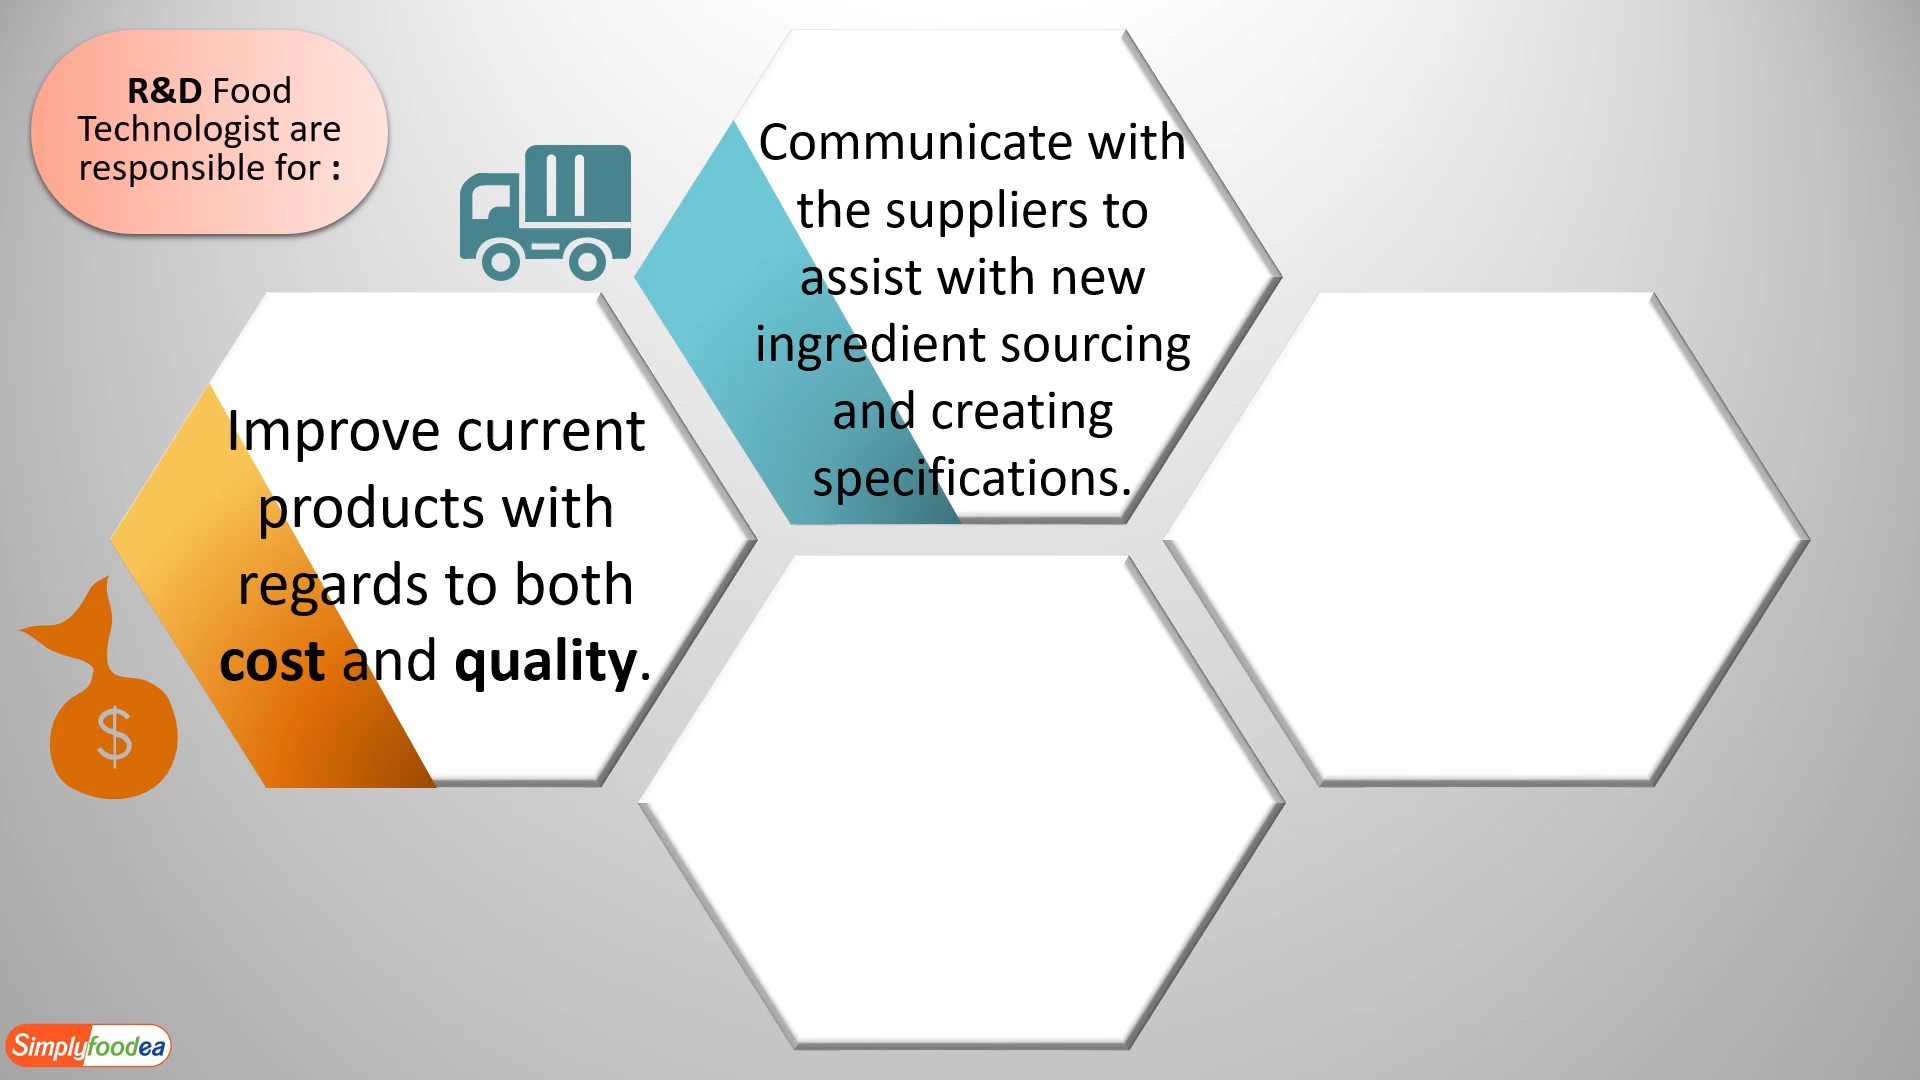 R&D Food
Technologist are
responsible for :
Communicate with
the suppliers to
assist with new
ingredient sourcing
and creating
specifications.
Improve current
products with
regards to both
cost and quality.
$
Simplyfoodea